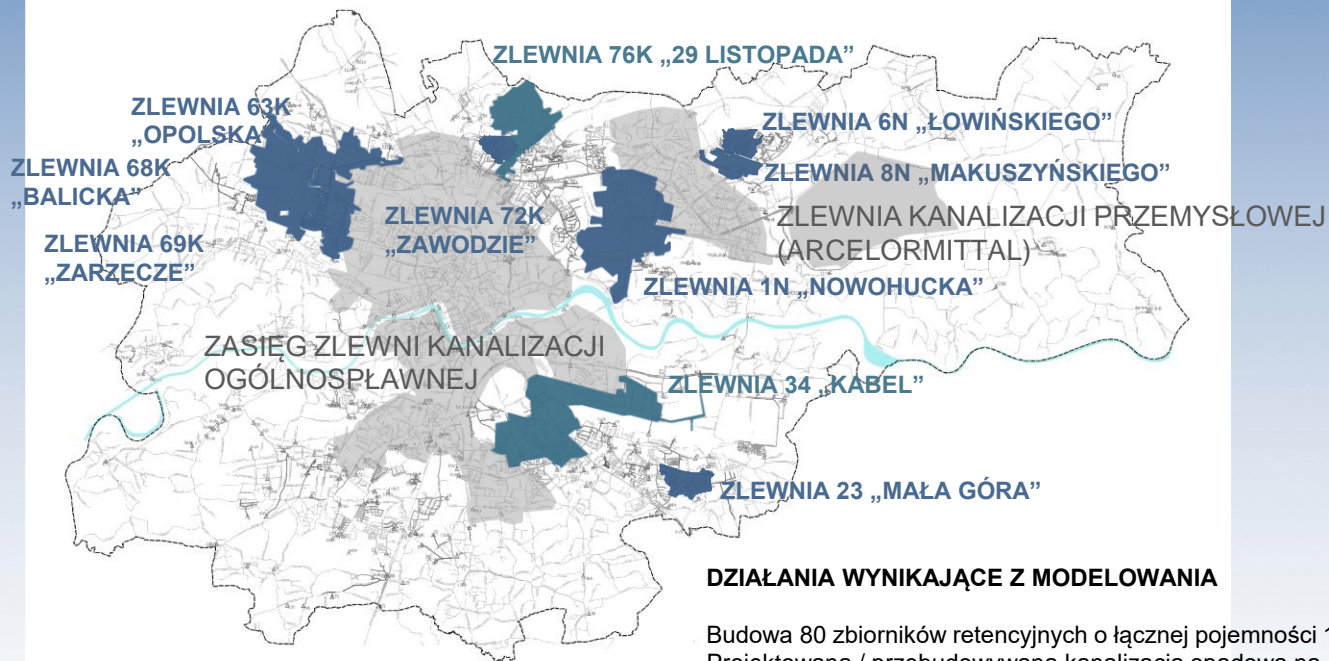 ZLEWNIA 76K „29 LISTOPADA”
ZLEWNIA 63K
„OPOLSKA
ZLEWNIA 6N „ŁOWIŃSKIEGO”
ZLEWNIA 68K
„BALICKA”
ZLEWNIA 8N „MAKUSZYŃSKIEGO”
ZLEWNIA 72K
„ZAWODZIE”
ZLEWNIA KANALIZACJI PRZEMYSŁOWEJ
(ARCELORMITTAL)
ZLEWNIA 69K
„ZARZECZE”
ZLEWNIA 1N „NOWOHUCKA”
ZASIĘG ZLEWNI KANALIZACJI
OGÓLNOSPŁAWNEJ
ZLEWNIA 34 „KABEL”
ZLEWNIA 23 „MAŁA GÓRA”
DZIAŁANIA WYNIKAJĄCE Z MODELOWANIA
Budowa 80 zbiorników retencyjnych o łącznej pojemności